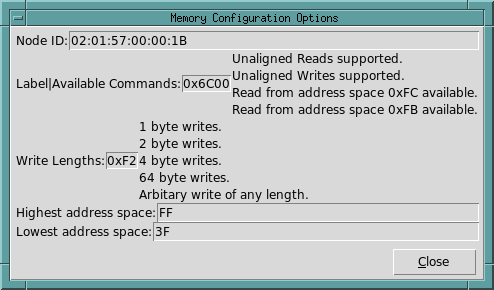 Memory Configuration Options
Node ID: 02:01:57:00:00:1B
Label|Available Commands: 0x6C00
Unaligned Reads supported.
Unaligned Writes supported.
Read from address space 0xFC available.
Read from address space 0xFB available.
Write Lengths: 0xF2
1 byte writes.
2 byte writes.
4 byte writes.
64 byte writes.
Arbitary write of any length.
Highest address space: FF
Lowest address space: 3F
Close